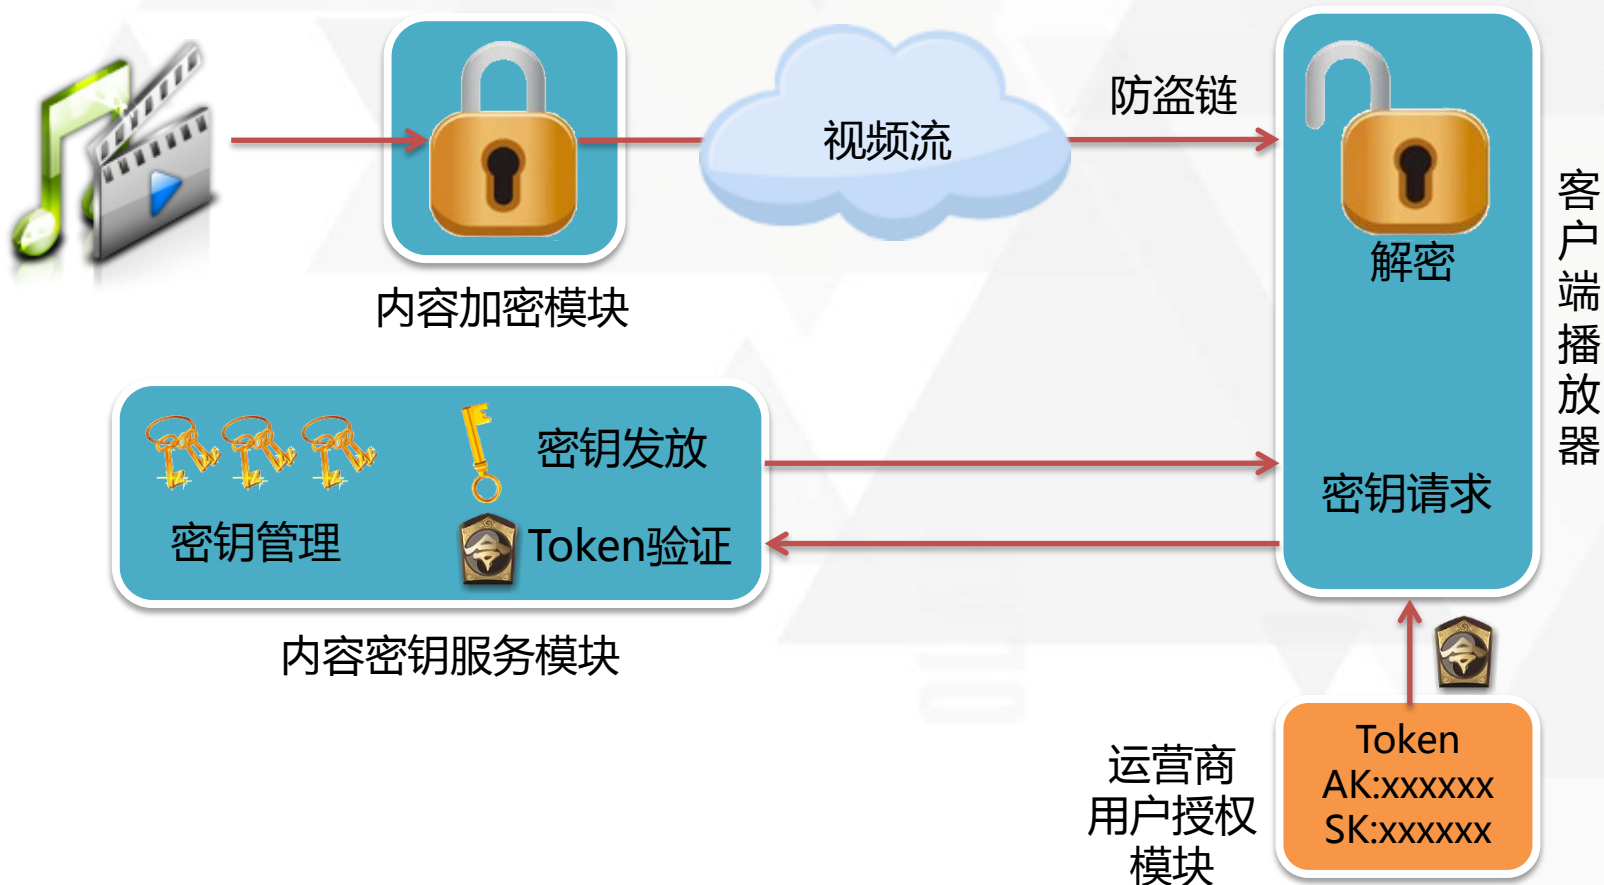 防盗链
视频流
解密
内容加密模块
客户端播放器
密钥发放
密钥管理
Token验证
密钥请求
内容密钥服务模块
令
令
运营商
用户授权
模块
Token
AK:xxxxxx
SK:xxxxxx